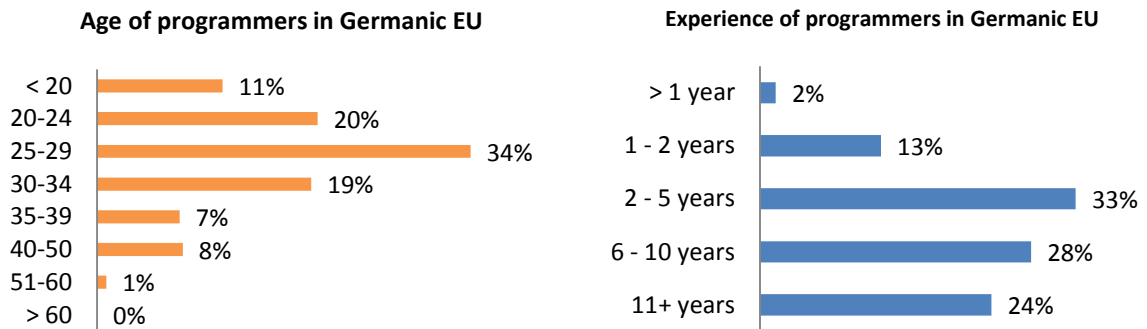 Age of programmers in Germanic EU
< 20 11%
20-24 20%
25-29 34%
30-34 19%
35-39 7%
40-50 8%
51-60 1%
> 60 0%
Experience of programmers in Germanic EU
> 1 year 2%
1 - 2 years 13%
2 - 5 years 33%
6 - 10 years 28%
11+ years 24%